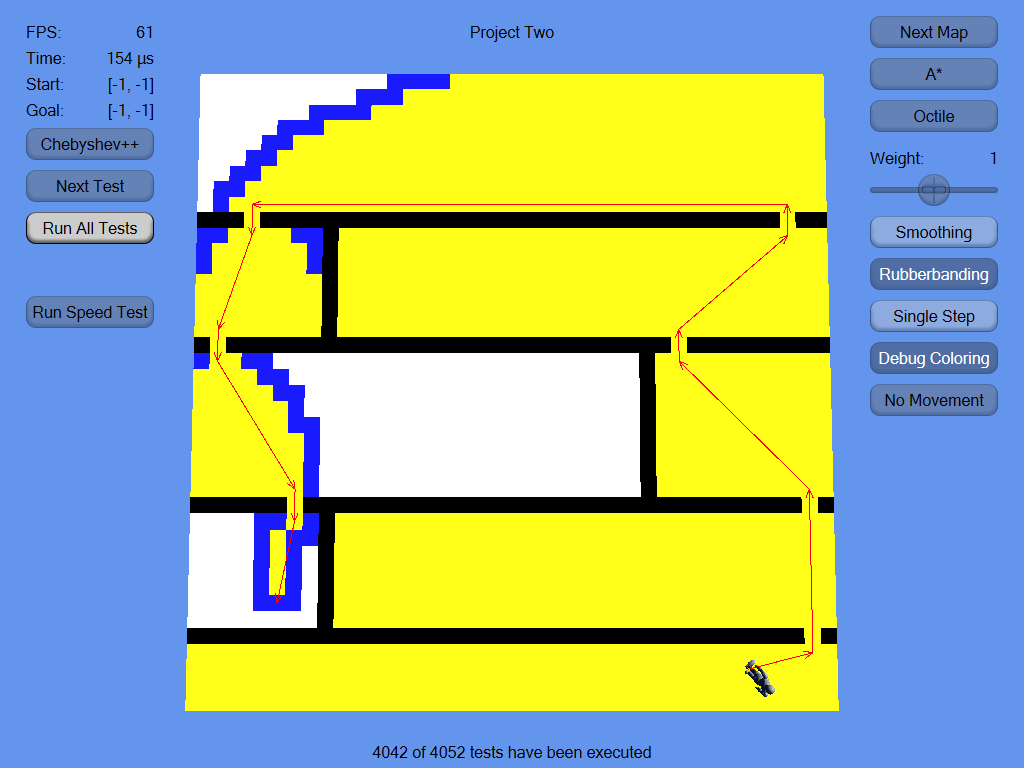 Project Two
FPS: 61
Time: 154 µs
Start: [-1, -1]
Goal: [-1, -1]
Chebyshev++
Next Test
Run All Tests
Run Speed Test
Next Map
A*
Octile
Weight: 1
Smoothing
Rubberbanding
Single Step
Debug Coloring
No Movement
4042 of 4052 tests have been executed